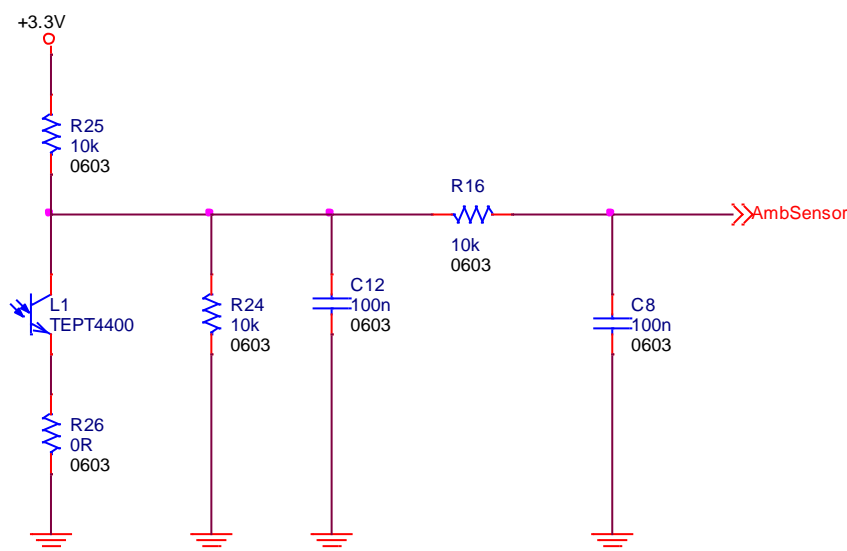 +3.3V
R25
10k
0603
R16
10k
0603
AmbSensor
L1
TEPT4400
R24
10k
0603
C12
100n
0603
C8
100n
0603
R26
0R
0603